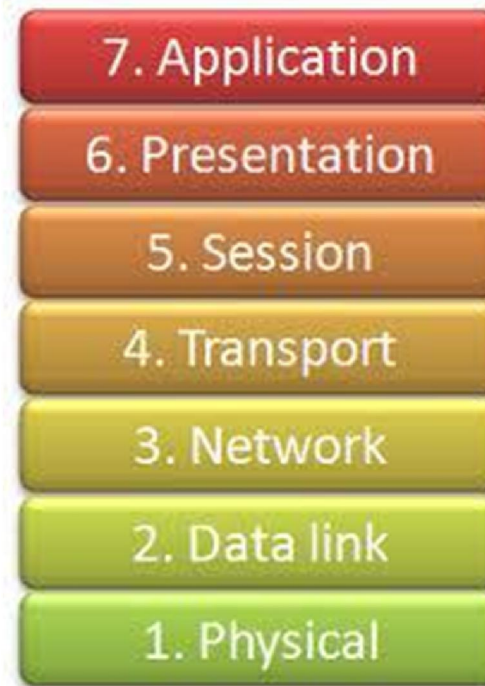 7. Application
6. Presentation
5. Session
4. Transport
3. Network
2. Data link
1. Physical